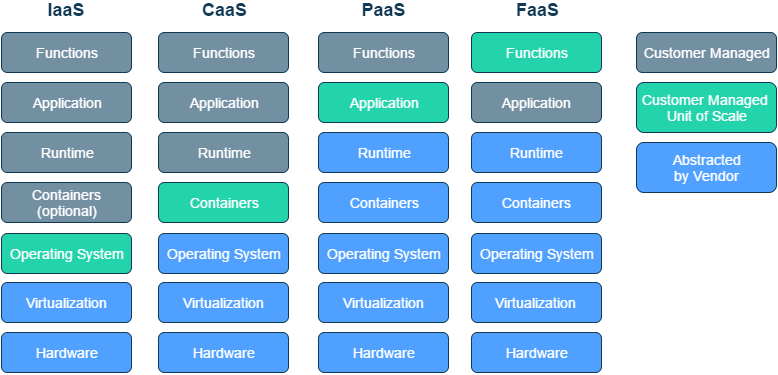 IaaS CaaS PaaS FaaS
Functions Functions Functions Functions Customer Managed
Application Application Application Application Customer Managed
Unit of Scale
Runtime Runtime Runtime Runtime Abstracted
by Vendor
Containers
(optional) Containers Containers Containers
Operating System Operating System Operating System Operating System
Virtualization Virtualization Virtualization Virtualization
Hardware Hardware Hardware Hardware